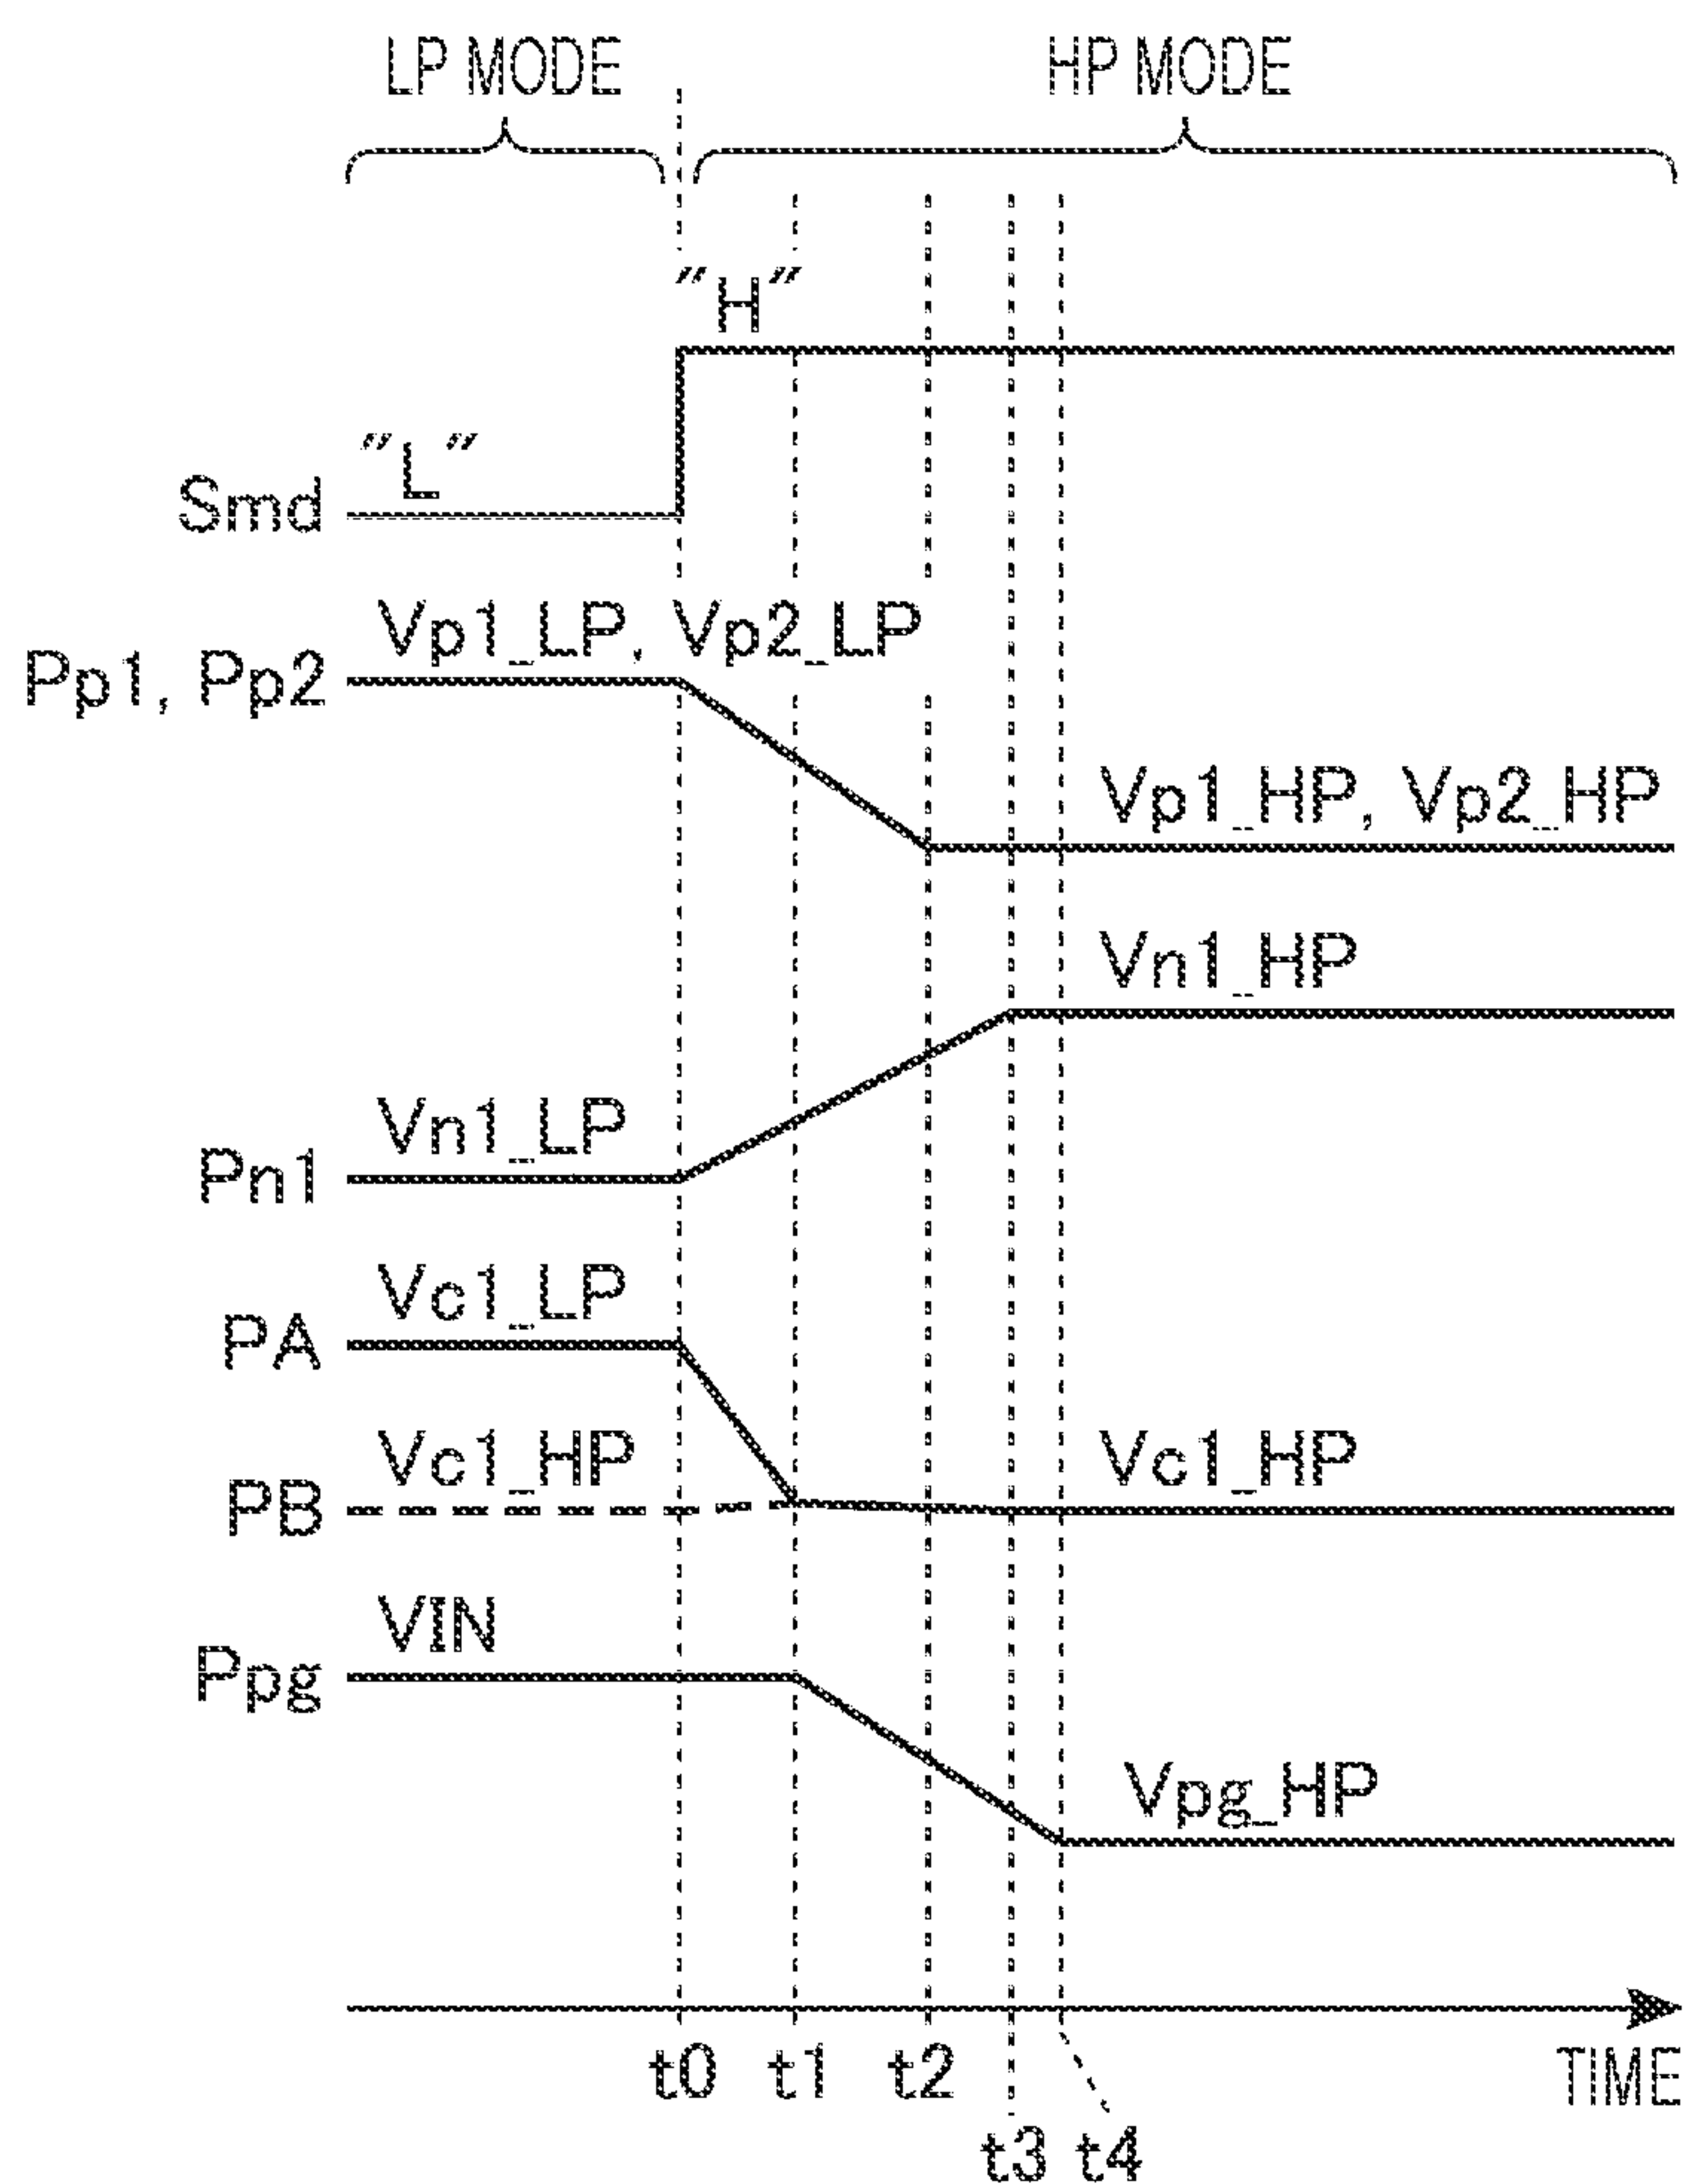 LP MODE HP MODE
"H"
"L"
Smd
Vp1_LP, Vp2_LP
Pp1, Pp2
Vp1_HP, Vp2_HP
Vn1_HP
Vn1_LP
Pn1
Vc1_LP
PA
Vc1_HP Vc1_HP
PB
VIN
Ppg
Vpg_HP
t0 t1 t2 TIME
t3 t4